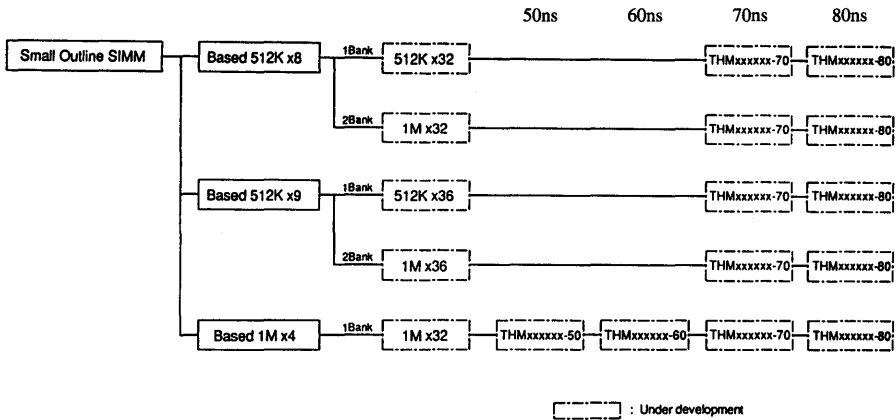 50ns 60ns 70ns 80ns
Small Outline SIMM Based 512K x8 1Bank 512K x32 THMxxxxxx-70 THMxxxxxx-80
2Bank 1M x32 THMxxxxxx-70 THMxxxxxx-80
Based 512K x9 1Bank 512K x36 THMxxxxxx-70 THMxxxxxx-80
2Bank 1M x36 THMxxxxxx-70 THMxxxxxx-80
Based 1M x4 1Bank 1M x32 THMxxxxxx-50 THMxxxxxx-60 THMxxxxxx-70 THMxxxxxx-80
: Under development